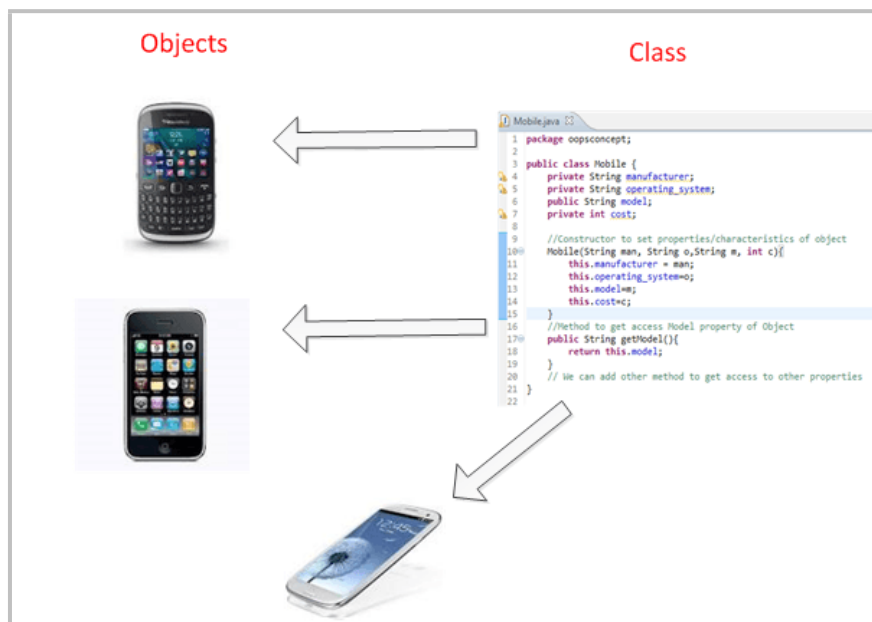 Objects
Class
Mobile.java
1 package oopsconcept;
2
3 public class Mobile {
4 private String manufacturer;
5 private String operating_system;
6 public String model;
7 private int cost;
8
9 //Constructor to set properties/characteristics of object
10 Mobile(String man, String o,String m, int c){
11 this.manufacturer = man;
12 this.operating_system=o;
13 this.model=m;
14 this.cost=c;
15 }
16 //Method to get access Model property of Object
17 public String getModel(){
18 return this.model;
19 }
20 // We can add other method to get access to other properties
21 }
22
12:45